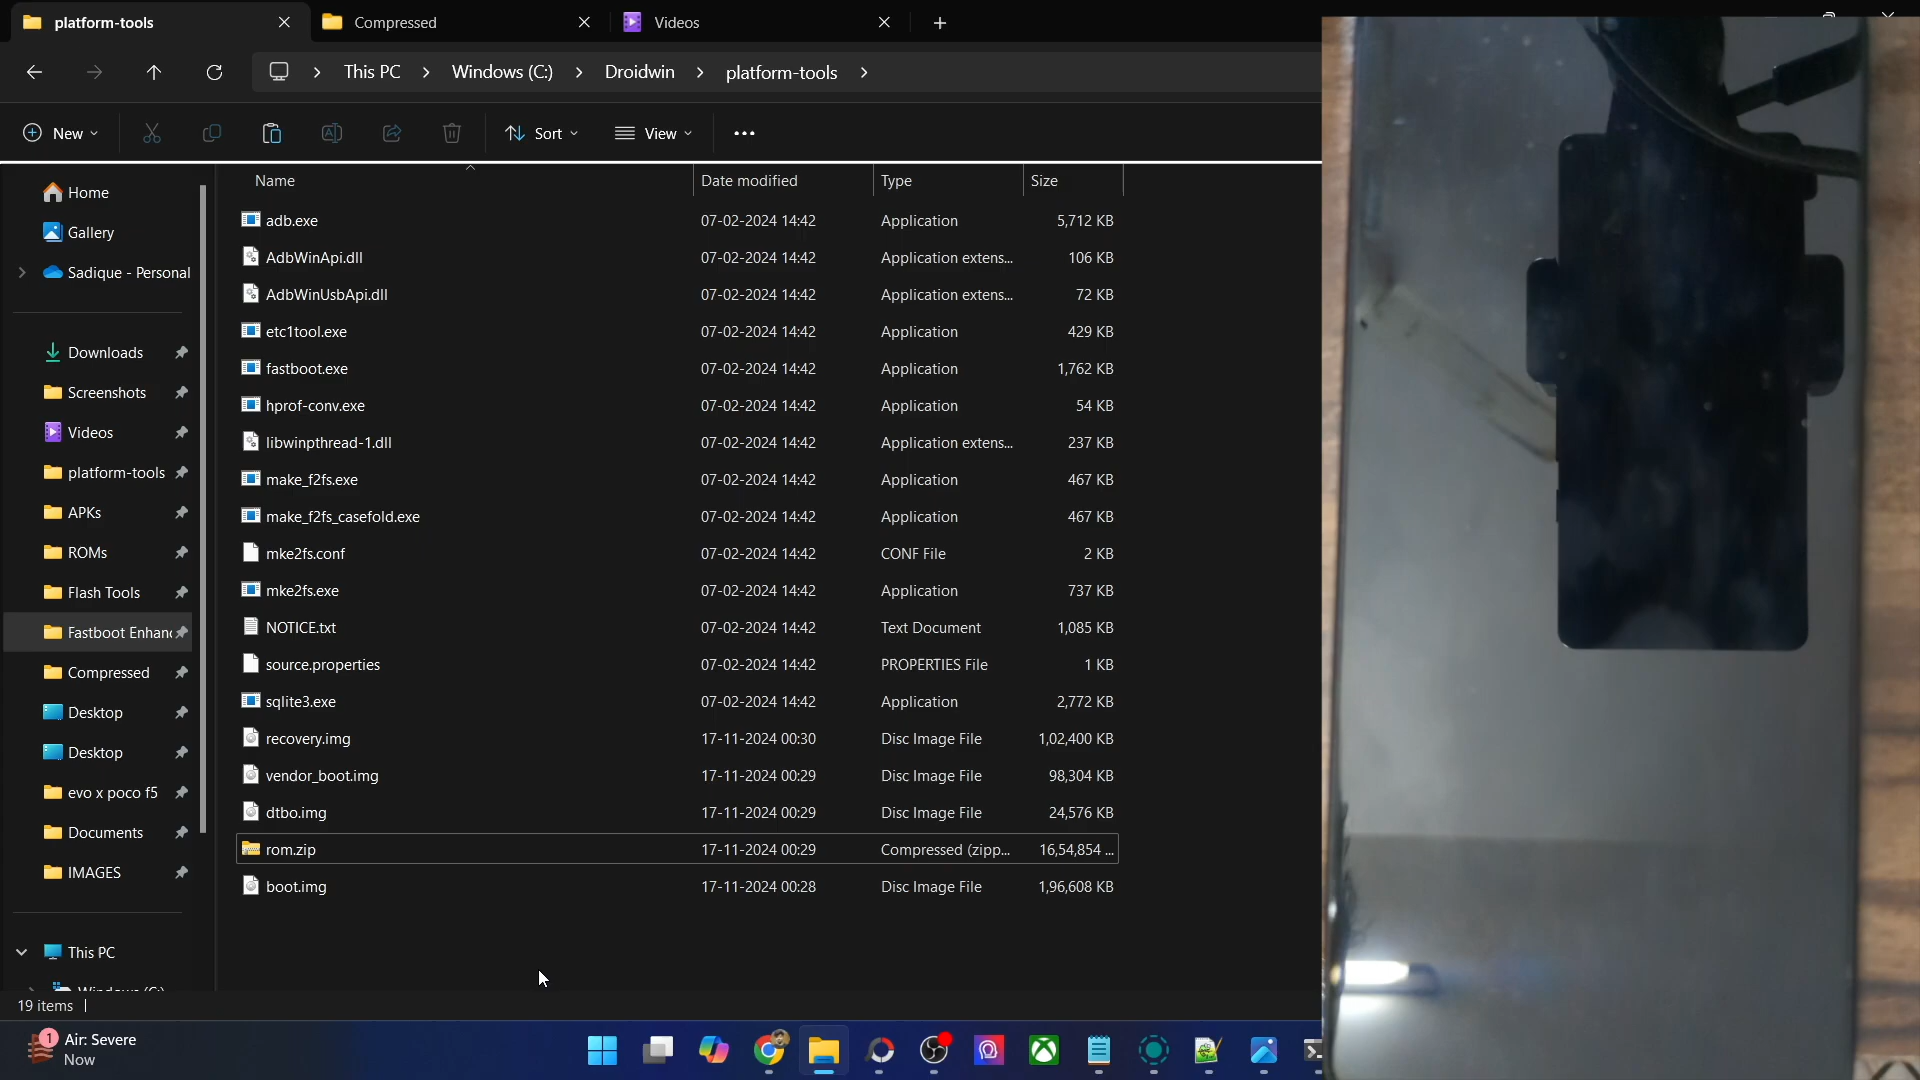 platform-tools
Compressed
Videos
This PC
Windows (C:)
Droidwin
platform-tools
New
Sort
View
Name
Date modified
Type
Size
Home
Gallery
Sadique - Personal
Downloads
Screenshots
Videos
platform-tools
APKs
ROMs
Flash Tools
Fastboot Enhanc
Compressed
Desktop
Desktop
evo x poco f5
Documents
IMAGES
This PC
adb.exe 07-02-2024 14:42 Application 5,712 KB
AdbWinApi.dll 07-02-2024 14:42 Application extens... 106 KB
AdbWinUsbApi.dll 07-02-2024 14:42 Application extens... 72 KB
etc1tool.exe 07-02-2024 14:42 Application 429 KB
fastboot.exe 07-02-2024 14:42 Application 1,762 KB
hprof-conv.exe 07-02-2024 14:42 Application 54 KB
libwinpthread-1.dll 07-02-2024 14:42 Application extens... 237 KB
make_f2fs.exe 07-02-2024 14:42 Application 467 KB
make_f2fs_casefold.exe 07-02-2024 14:42 Application 467 KB
mke2fs.conf 07-02-2024 14:42 CONF File 2 KB
mke2fs.exe 07-02-2024 14:42 Application 737 KB
NOTICE.txt 07-02-2024 14:42 Text Document 1,085 KB
source.properties 07-02-2024 14:42 PROPERTIES File 1 KB
sqlite3.exe 07-02-2024 14:42 Application 2,772 KB
recovery.img 17-11-2024 00:30 Disc Image File 1,02,400 KB
vendor_boot.img 17-11-2024 00:29 Disc Image File 98,304 KB
dtbo.img 17-11-2024 00:29 Disc Image File 24,576 KB
rom.zip 17-11-2024 00:29 Compressed (zipp... 16,54,854 ...
boot.img 17-11-2024 00:28 Disc Image File 1,96,608 KB
19 items
1
Air: Severe
Now